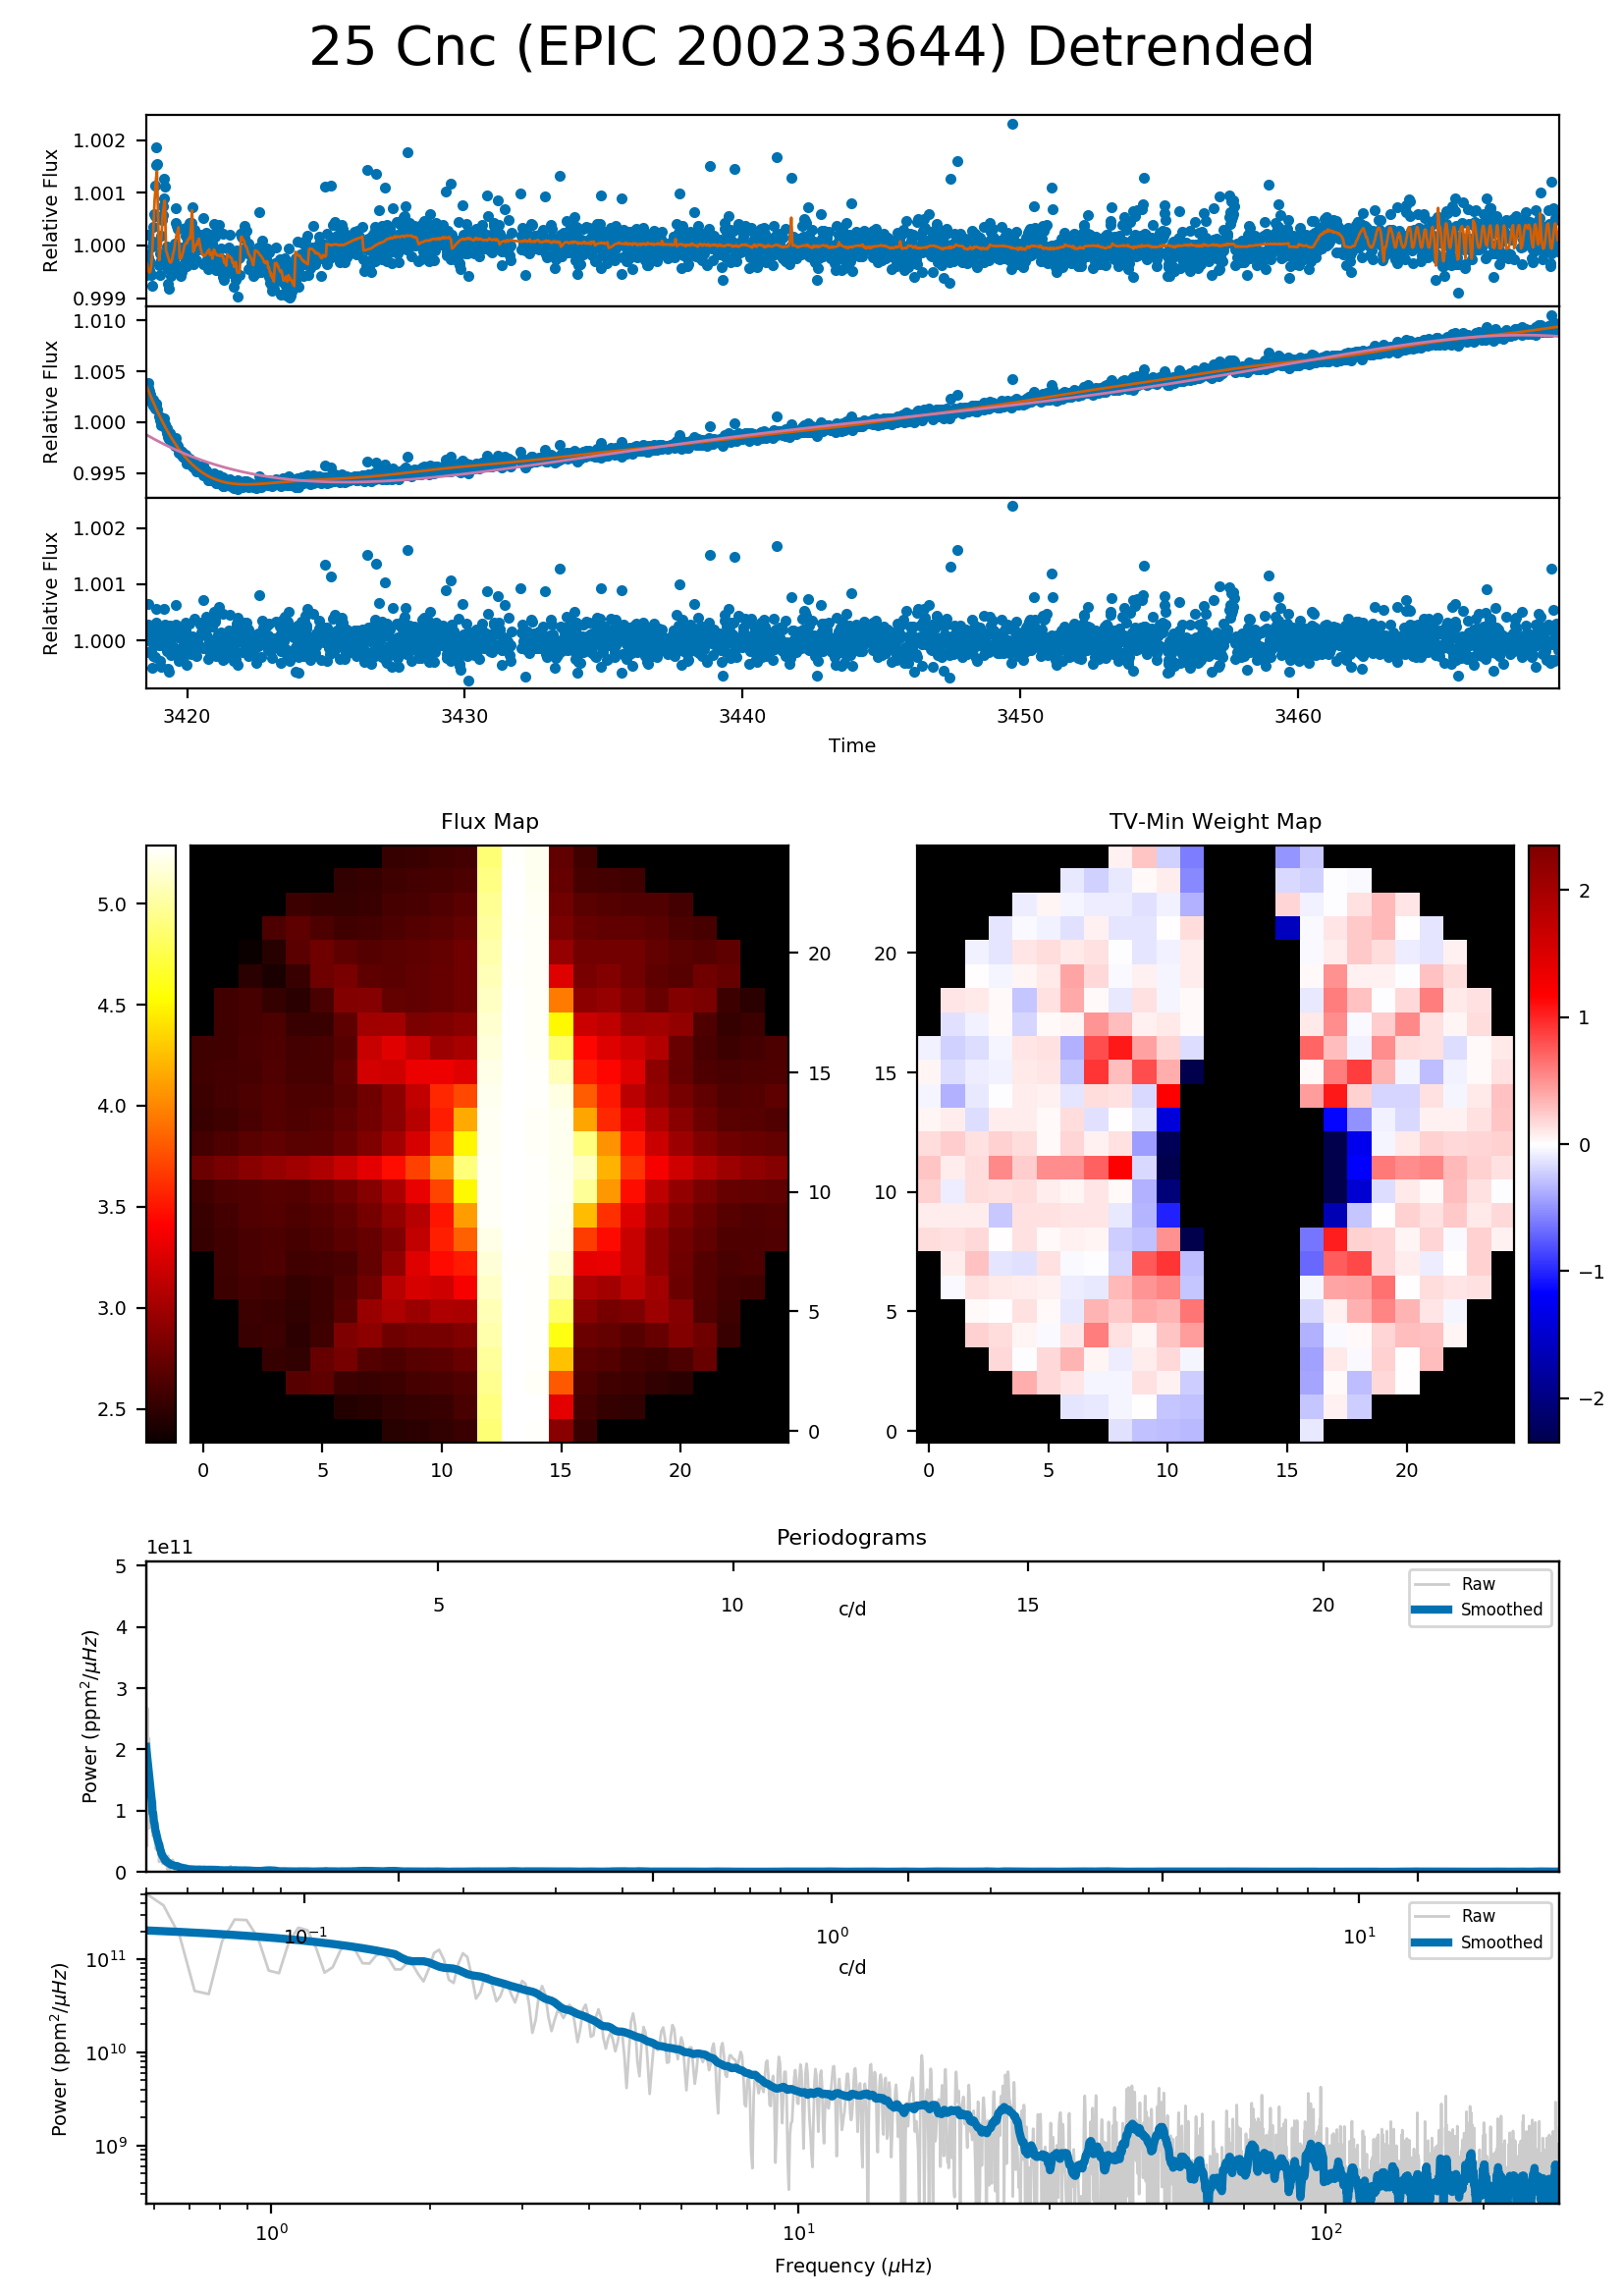 25 Cnc (EPIC 200233644) Detrended
1.002
1.001
1.000
0.999
Relative Flux
1.010
1.005
1.000
0.995
Relative Flux
1.002
1.001
1.000
Relative Flux
3420 3430 3440 3450 3460
Time
Flux Map
TV-Min Weight Map
5.0
4.5
4.0
3.5
3.0
2.5
20
15
10
5
0
0 5 10 15 20
20
15
10
5
0
0 5 10 15 20
2
1
0
−1
−2
Periodograms
1e11
5
4
3
2
1
0
Power (ppm²/μHz)
5 10 15 20
c/d
Raw
Smoothed
10¹¹
10¹⁰
10⁹
Power (ppm²/μHz)
10⁻¹ 10⁰ 10¹
c/d
Raw
Smoothed
10⁰ 10¹ 10²
Frequency (μHz)